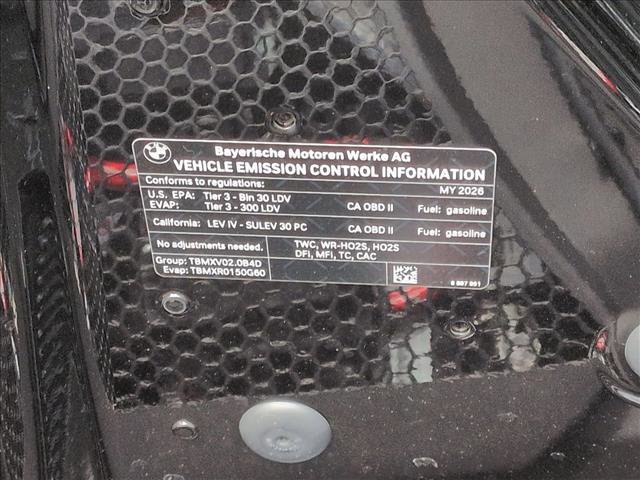 BMW
Bayerische Motoren Werke AG
VEHICLE EMISSION CONTROL INFORMATION
Conforms to regulations: MY 2026
U.S. EPA: Tier 3 - Bin 30 LDV
EVAP: Tier 3 - 300 LDV CA OBD II Fuel: gasoline
California: LEV IV - SULEV 30 PC CA OBD II Fuel: gasoline
No adjustments needed. TWC, WR-HO2S, HO2S
DFI, MFI, TC, CAC
Group: TBMXV02.0B4D
Evap: TBMXR0150G60